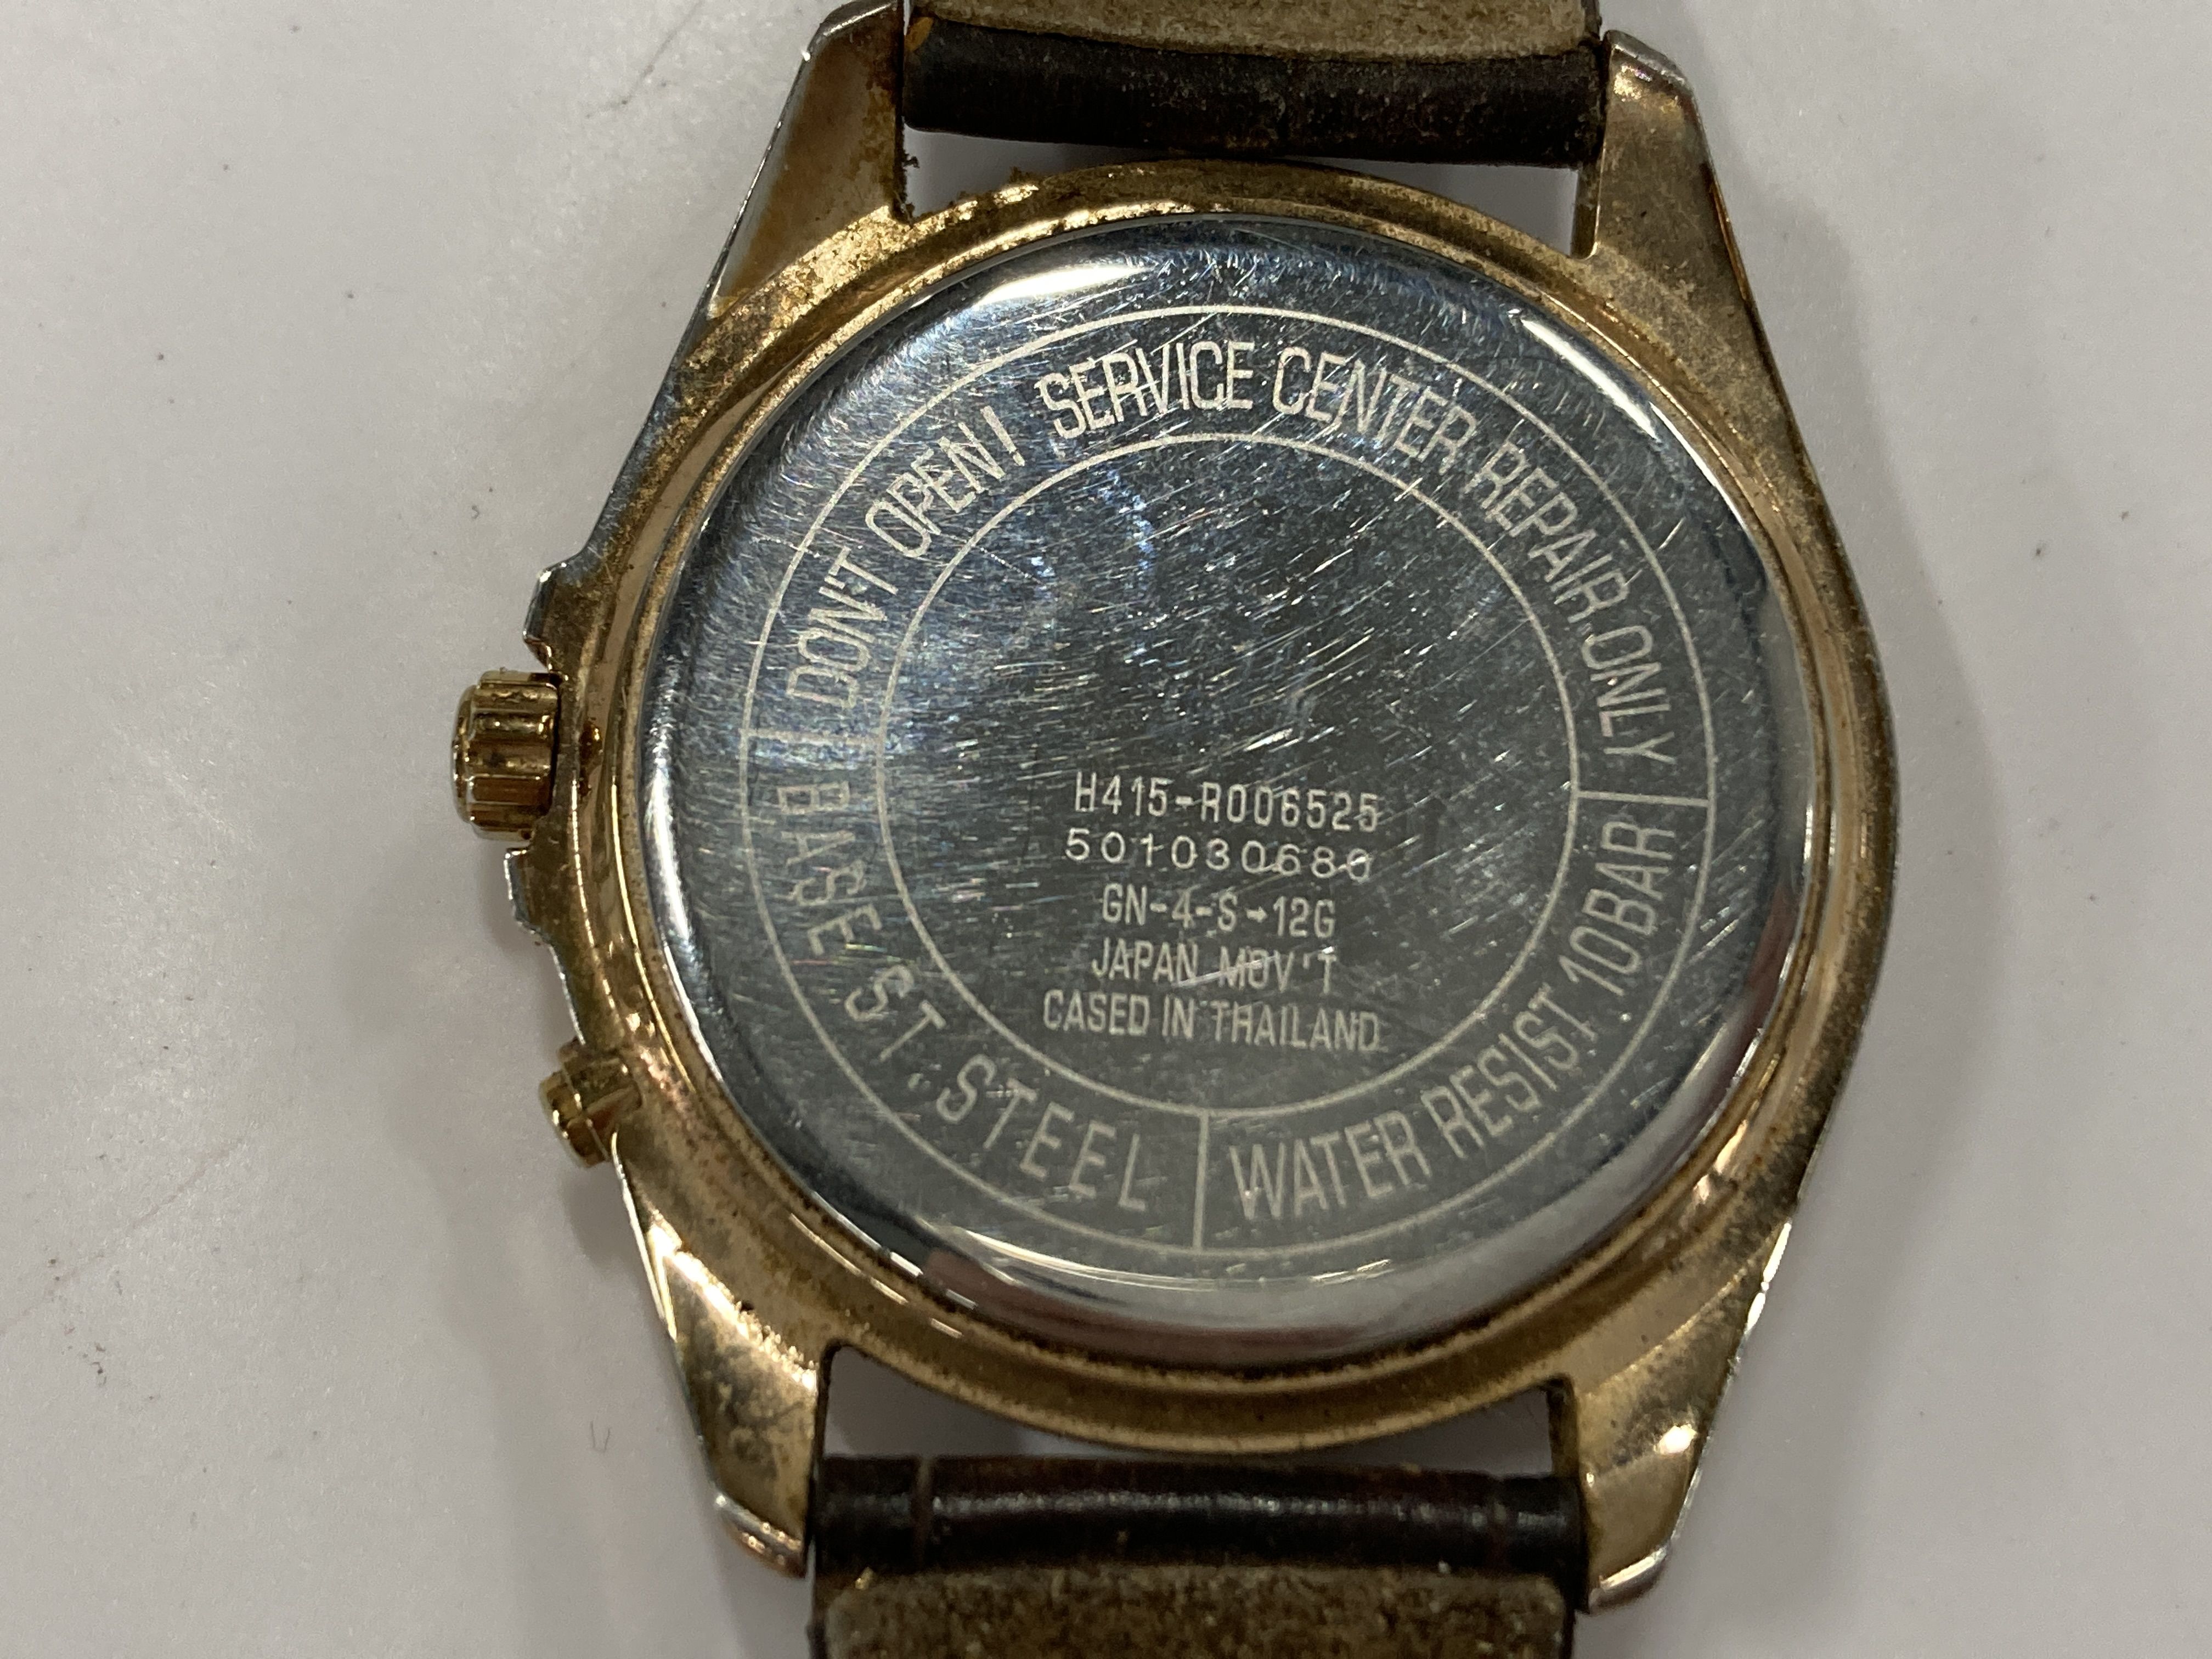 DON'T OPEN! SERVICE CENTER REPAIR ONLY
WATER RESIST 10BAR
BASE ST. STEEL
H415-R006525
501030680
GN-4-S-12G
JAPAN MOV'T
CASED IN THAILAND